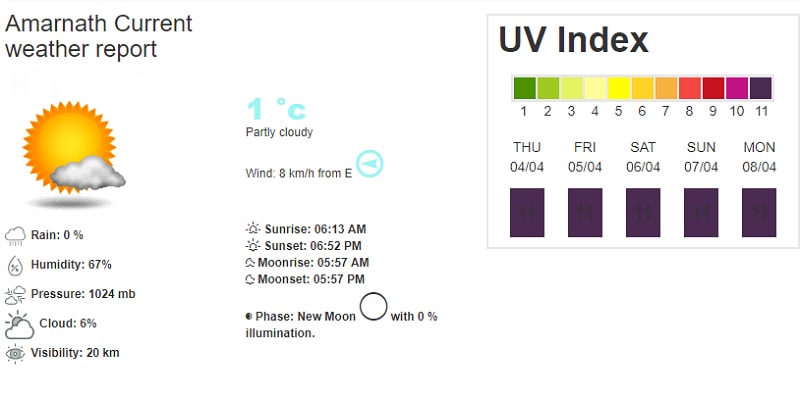 Amarnath Current
weather report
1 °c
Partly cloudy
Wind: 8 km/h from E
Rain: 0 %
Humidity: 67%
Pressure: 1024 mb
Cloud: 6%
Visibility: 20 km
Sunrise: 06:13 AM
Sunset: 06:52 PM
Moonrise: 05:57 AM
Moonset: 05:57 PM
Phase: New Moon with 0 %
illumination.
UV Index
1 2 3 4 5 6 7 8 9 10 11
THU FRI SAT SUN MON
04/04 05/04 06/04 07/04 08/04
11 11 11 11 11